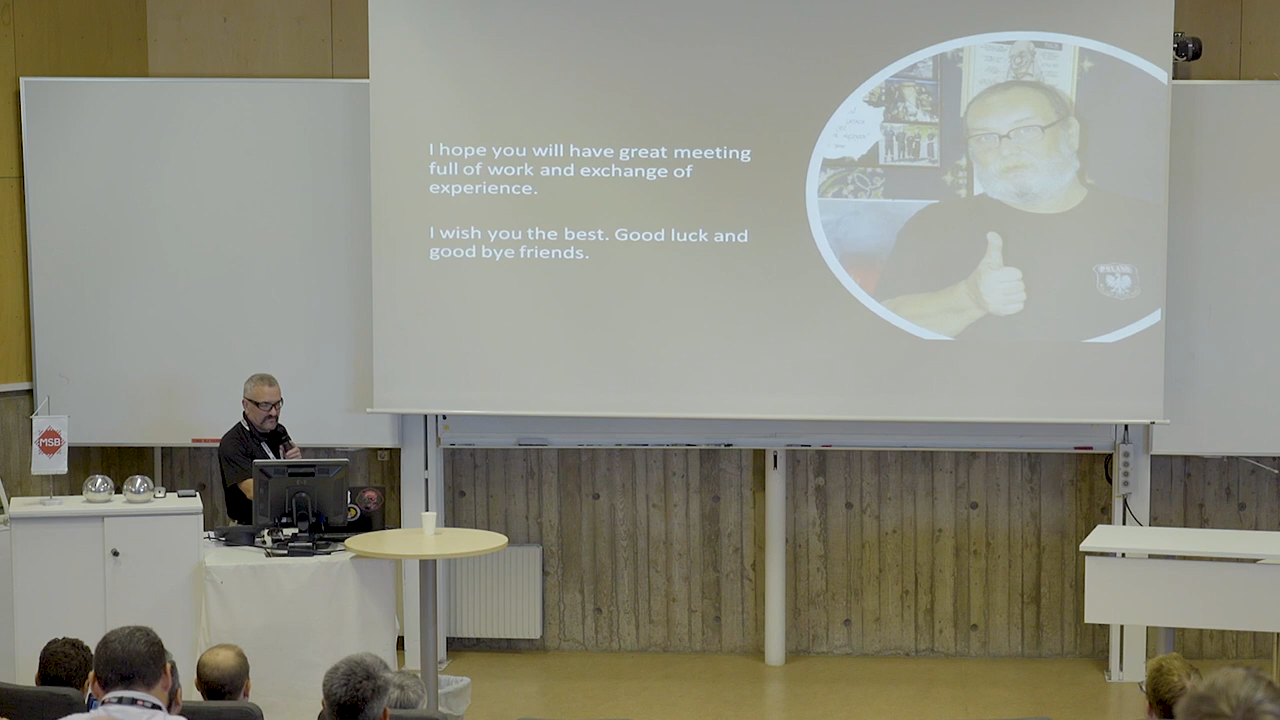 I hope you will have great meeting
full of work and exchange of
experience.
I wish you the best. Good luck and
good bye friends.
MSB